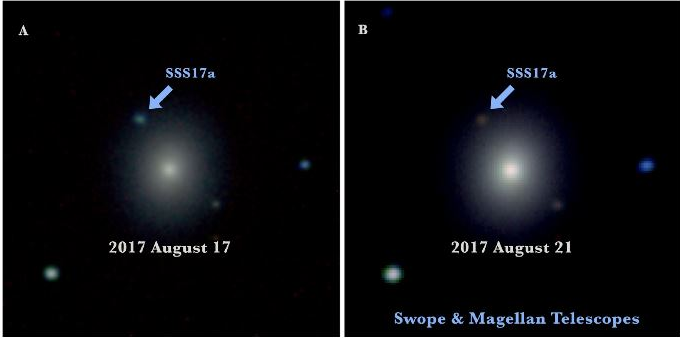 A
SSS17a
2017 August 17
B
SSS17a
2017 August 21
Swope & Magellan Telescopes